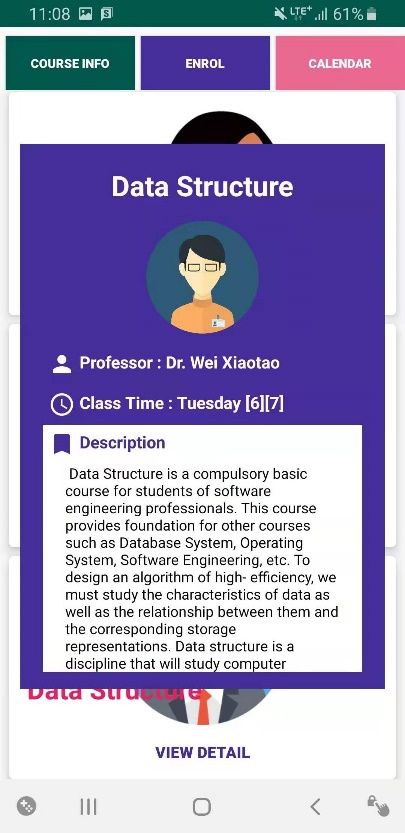 11:08 LTE+ 61%
COURSE INFO ENROL CALENDAR
Data Structure
Professor : Dr. Wei Xiaotao
Class Time : Tuesday [6][7]
Description
Data Structure is a compulsory basic
course for students of software
engineering professionals. This course
provides foundation for other courses
such as Database System, Operating
System, Software Engineering, etc. To
design an algorithm of high- efficiency, we
must study the characteristics of data as
well as the relationship between them and
the corresponding storage
representations. Data structure is a
discipline that will study computer
Data Structure
VIEW DETAIL